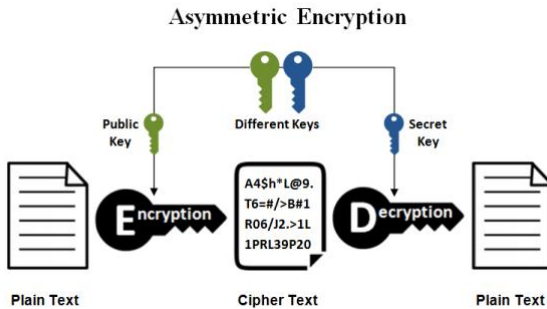 Asymmetric Encryption
Public
Key
Different Keys
Secret
Key
Encryption
A4$h*L@9.
T6=#/>B#1
R06/J2.>1L
1PRL39P20
Decryption
Plain Text
Cipher Text
Plain Text